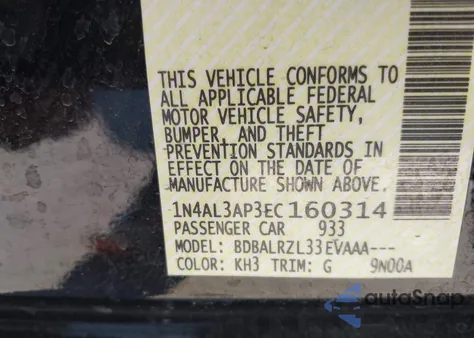 THIS VEHICLE CONFORMS TO
ALL APPLICABLE FEDERAL
MOTOR VEHICLE SAFETY,
BUMPER, AND THEFT
PREVENTION STANDARDS IN
EFFECT ON THE DATE OF
MANUFACTURE SHOWN ABOVE.
1N4AL3AP3EC160314
PASSENGER CAR 933
MODEL: BDBALRZL33EVAAA---
COLOR: KH3 TRIM: G 9N00A
autoSnap